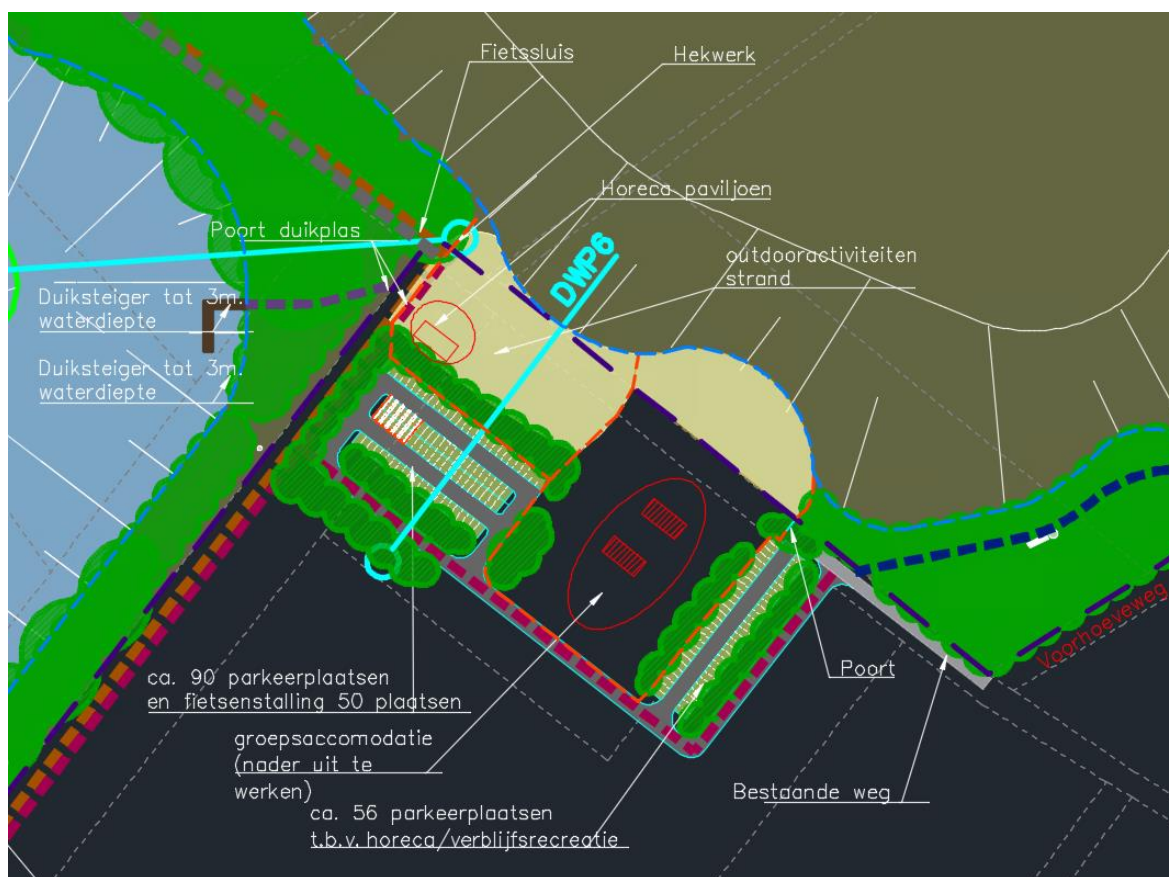 Fietssluis
Hekwerk
Horeca paviljoen
Poort duikplas
DWP6
outdooractiviteiten
strand
Duiksteiger tot 3m.
waterdiepte
Duiksteiger tot 3m.
waterdiepte
Voorhoeveweg
Poort
ca. 90 parkeerplaatsen
en fietsenstalling 50 plaatsen
groepsaccomodatie
(nader uit te
werken)
Bestaande weg
ca. 56 parkeerplaatsen
t.b.v. horeca/verblijfsrecreatie